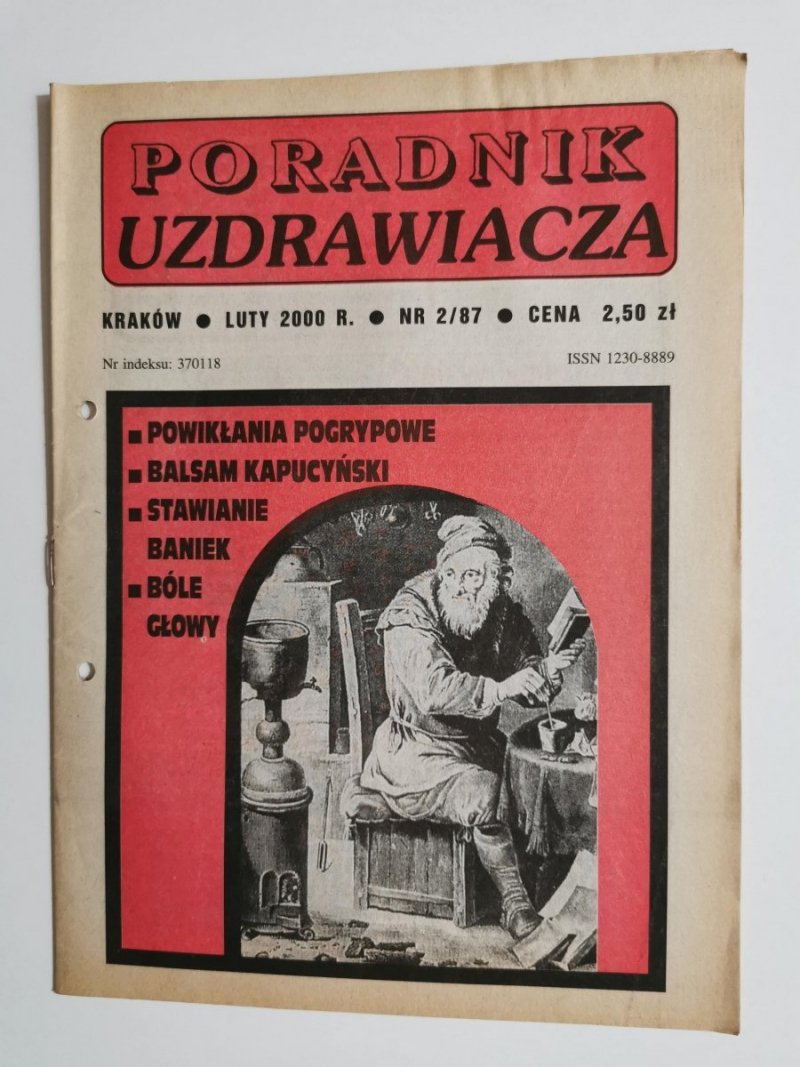 PORADNIK
UZDRAWIACZA
KRAKÓW ● LUTY 2000 R. ● NR 2/87 ● CENA 2,50 zł
Nr indeksu: 370118
ISSN 1230-8889
▪ POWIKŁANIA POGRYPOWE
▪ BALSAM KAPUCYŃSKI
▪ STAWIANIE
BANIEK
▪ BÓLE
GŁOWY